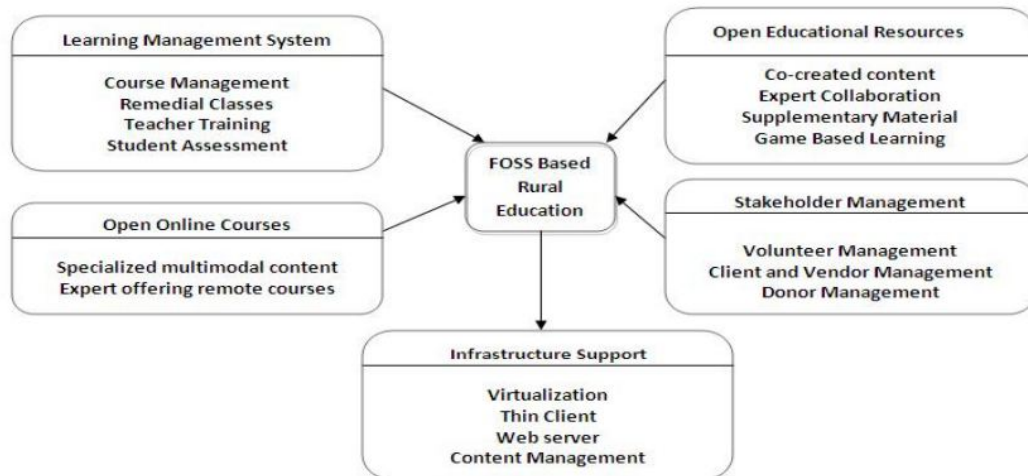 Learning Management System
Course Management
Remedial Classes
Teacher Training
Student Assessment
Open Educational Resources
Co-created content
Expert Collaboration
Supplementary Material
Game Based Learning
FOSS Based
Rural
Education
Open Online Courses
Specialized multimodal content
Expert offering remote courses
Stakeholder Management
Volunteer Management
Client and Vendor Management
Donor Management
Infrastructure Support
Virtualization
Thin Client
Web server
Content Management